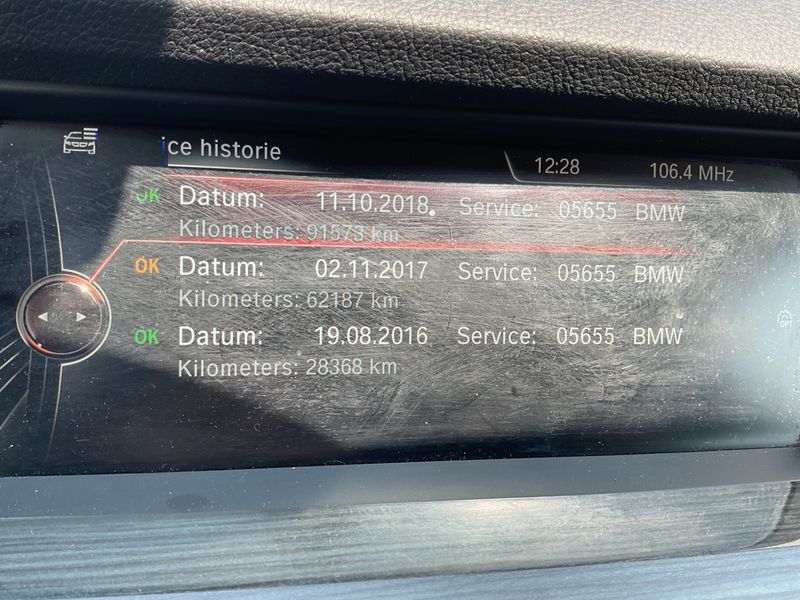 ice historie 12:28 106.4 MHz
OK Datum: 11.10.2018 Service: 05655 BMW
Kilometers: 91573 km
OK Datum: 02.11.2017 Service: 05655 BMW
Kilometers: 62187 km
OPT
OK Datum: 19.08.2016 Service: 05655 BMW
Kilometers: 28368 km